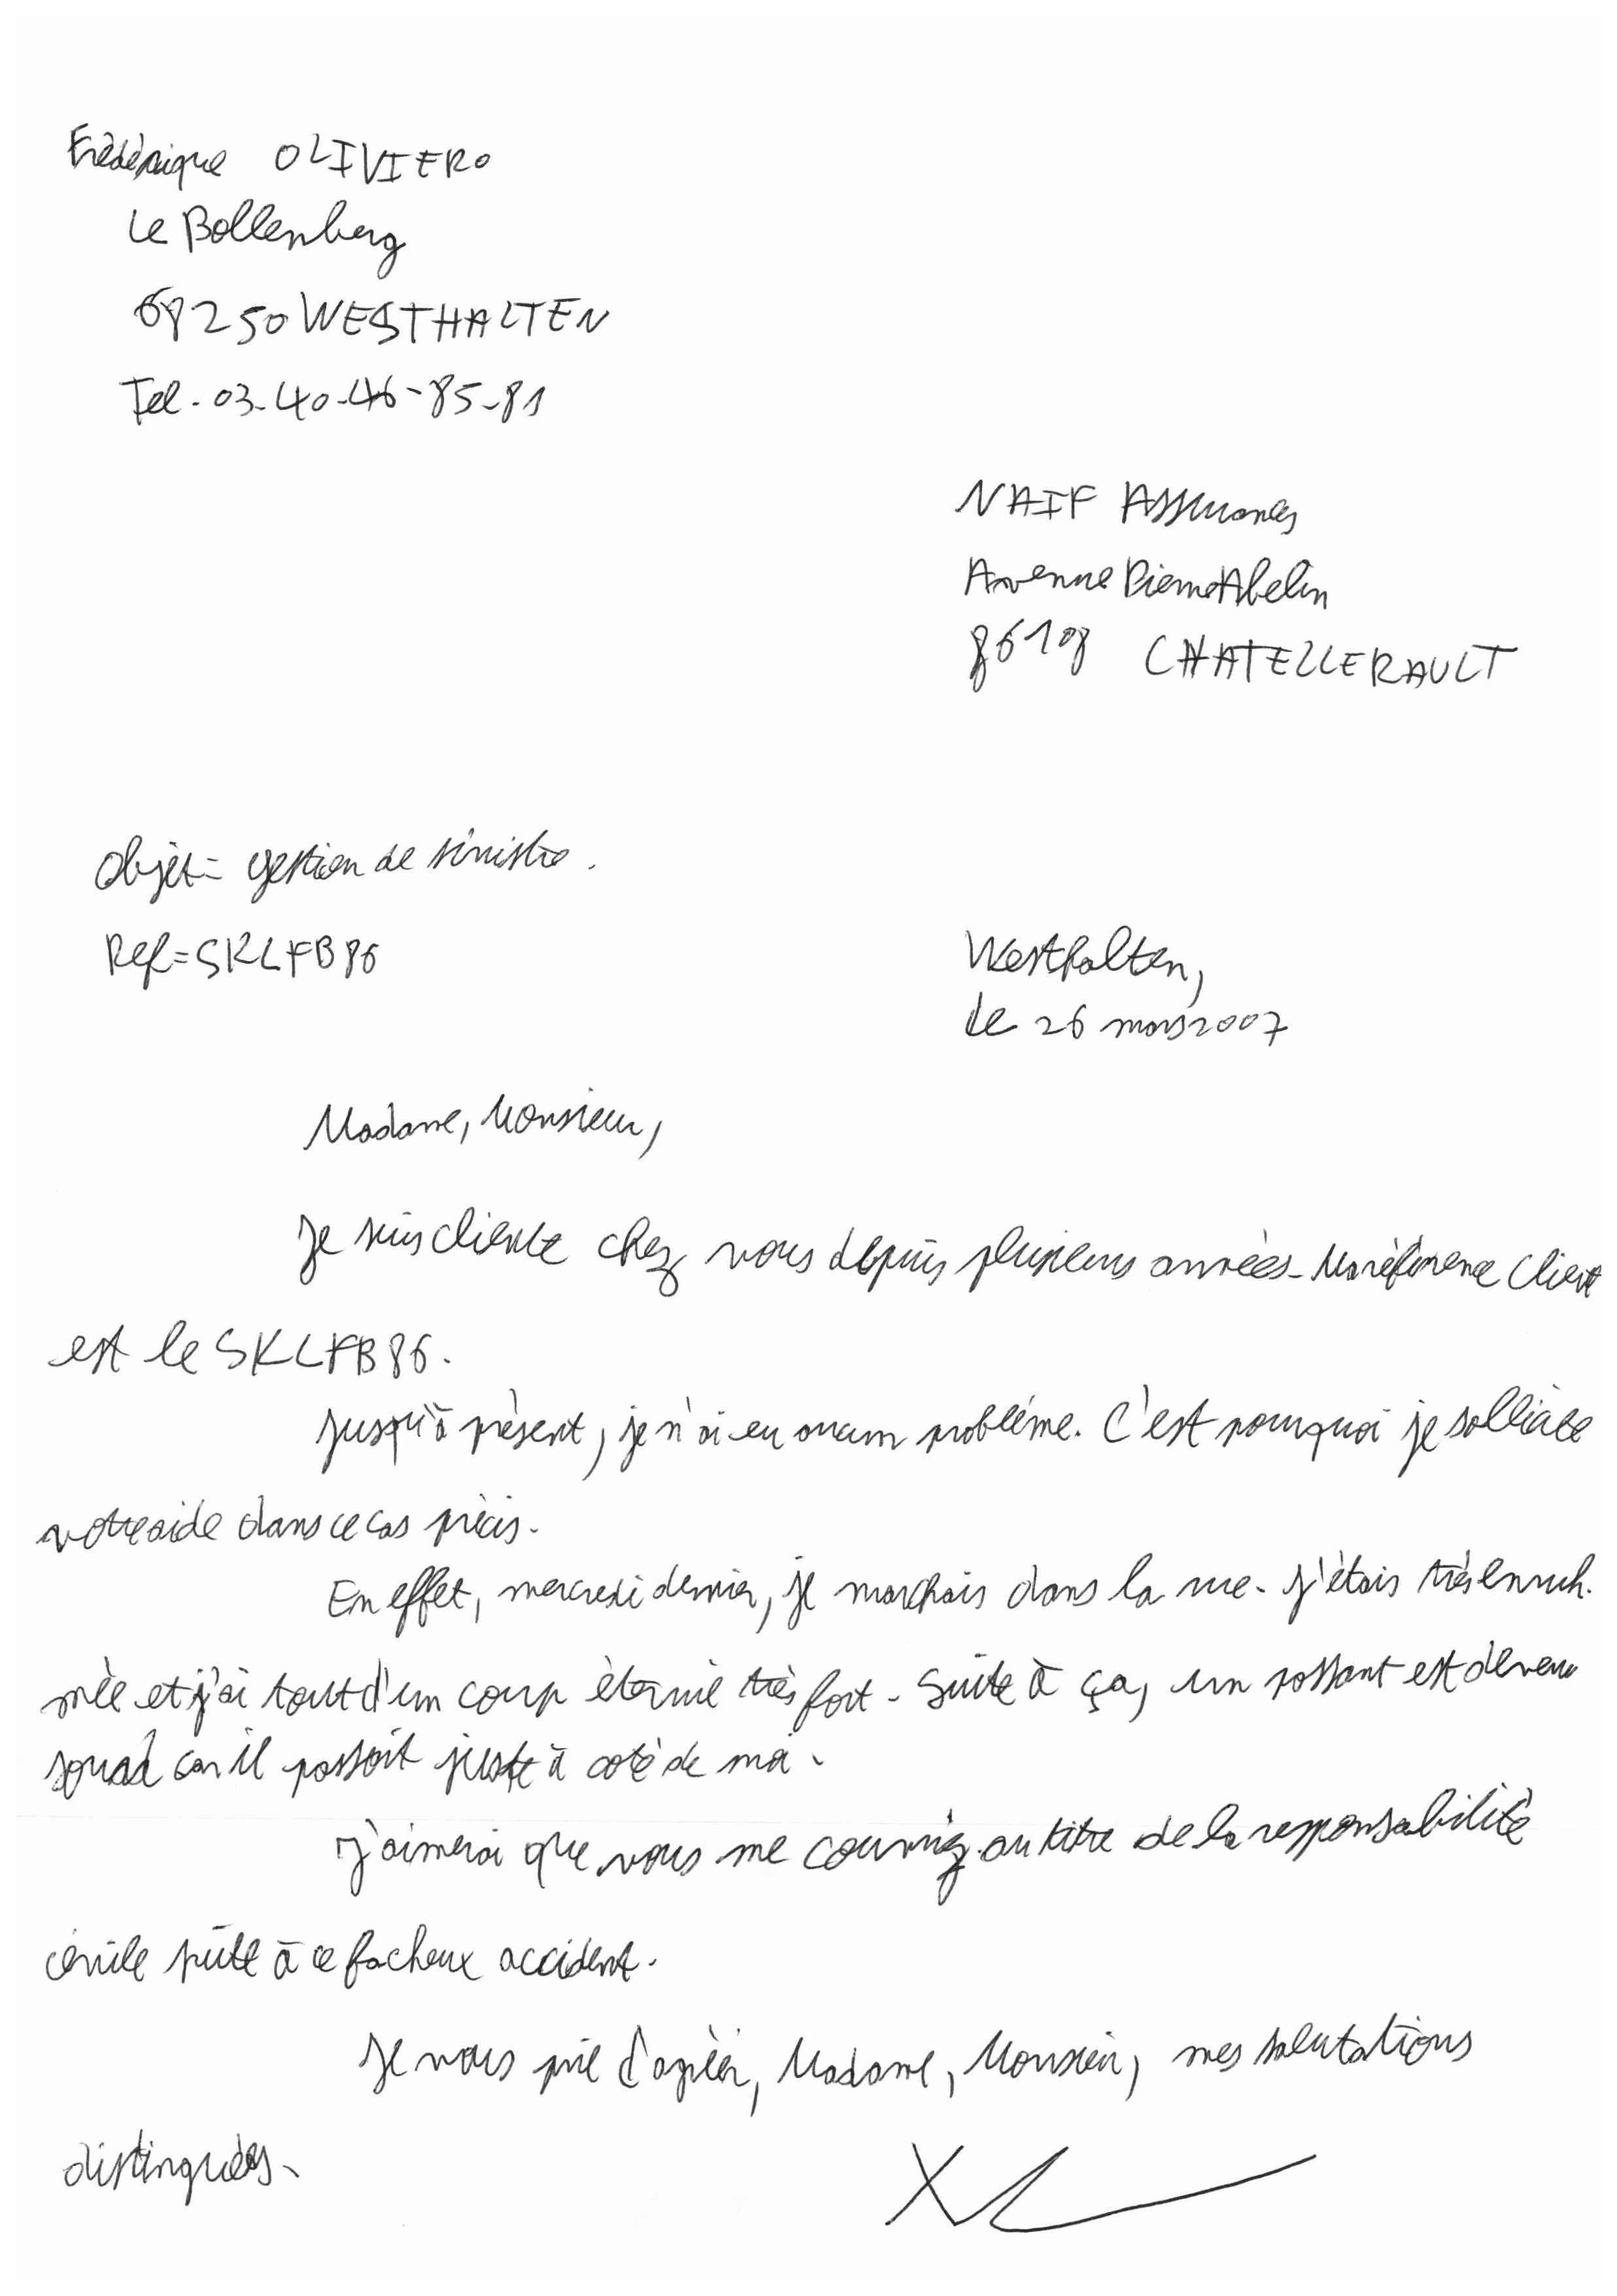 Frédérique OLIVIERO
Le Bollenberg
68250 WESTHALTEN
Tel. 03-40-46-85-81
NAIF Assurances
Avenue Pierre Abelin
86108 CHATELLERAULT
Objet = gestion de sinistre.
Ref = SKLFB86
Westhalten,
le 26 mars 2007
Madame, Monsieur,
Je suis cliente chez vous depuis plusieurs années. Ma référence client
est le SKLFB86.
Jusqu'à présent, je n'ai eu aucun problème. C'est pourquoi je sollicite
votre aide dans ce cas précis.
En effet, mercredi dernier, je marchais dans la rue. J'étais très enruh-
mée et j'ai tout d'un coup éternué très fort. Suite à ça, un passant est devenu
sourd car il passait juste à coté de moi.
J'aimerai que vous me couvriez au titre de la responsabilité
civile suite à ce facheux accident.
Je vous prie d'agréer, Madame, Monsieur, mes salutations
distinguées.